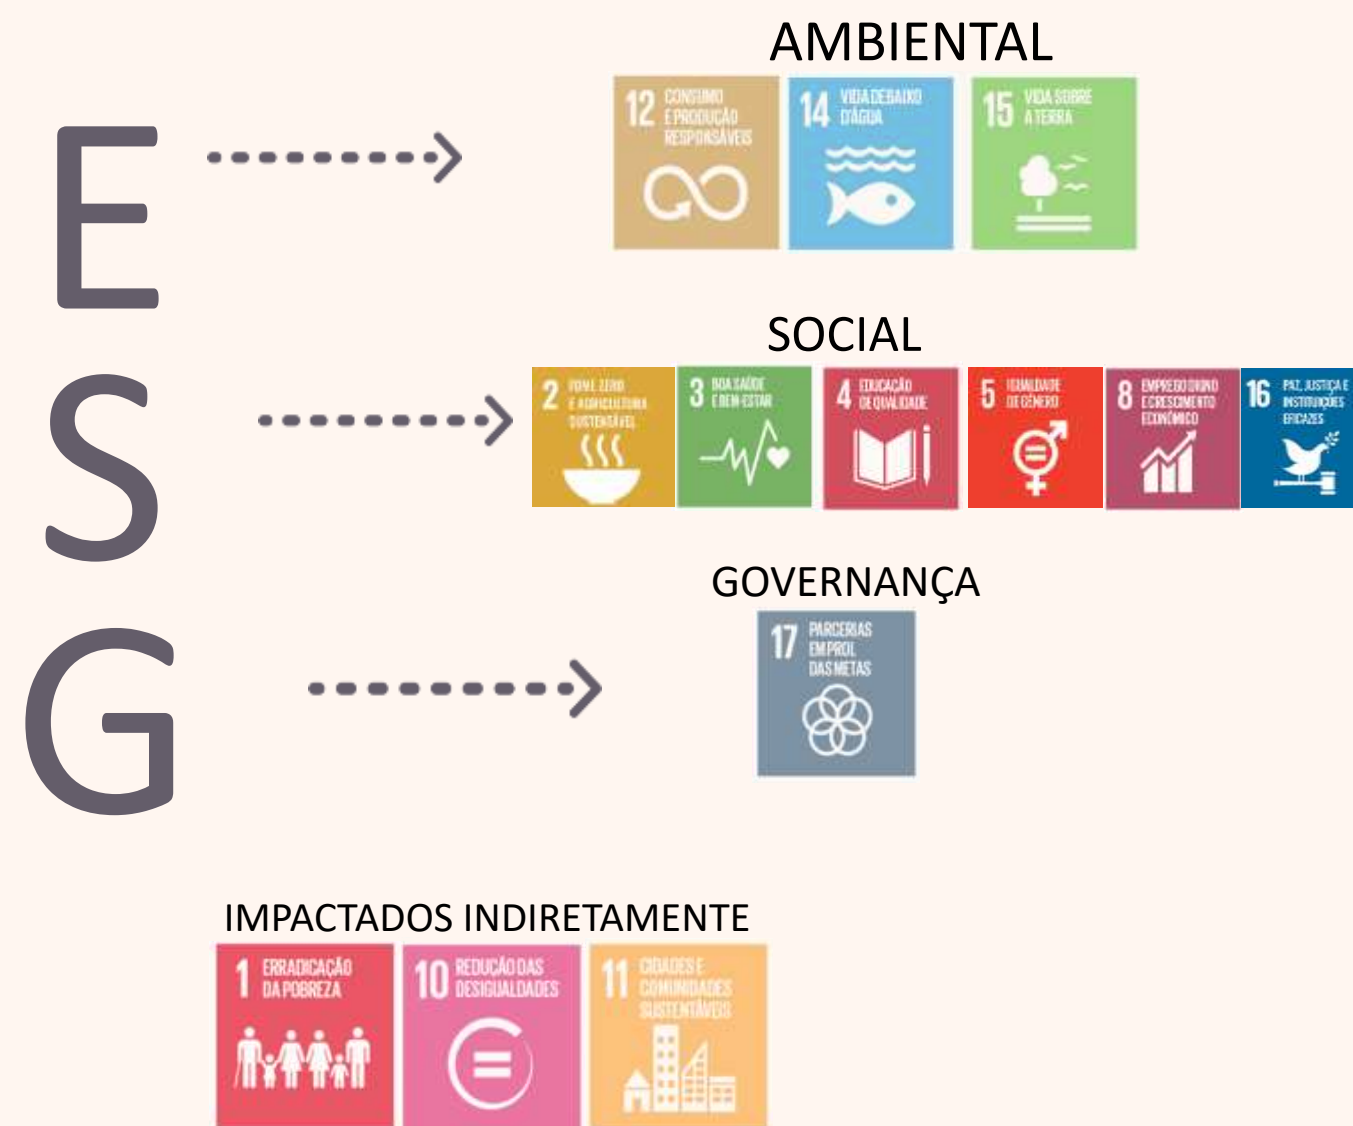 E
AMBIENTAL
12 CONSUMO
E PRODUÇÃO
RESPONSÁVEIS
14 VIDA DEBAIXO
D'ÁGUA
15 VIDA SOBRE
A TERRA
S
SOCIAL
2 FOME ZERO
E AGRICULTURA
SUSTENTÁVEL
3 BOA SAÚDE
E BEM-ESTAR
4 EDUCAÇÃO
DE QUALIDADE
5 IGUALDADE
DE GÊNERO
8 EMPREGO DIGNO
E CRESCIMENTO
ECONÔMICO
16 PAZ, JUSTIÇA E
INSTITUIÇÕES
EFICAZES
G
GOVERNANÇA
17 PARCERIAS
EM PROL
DAS METAS
IMPACTADOS INDIRETAMENTE
1 ERRADICAÇÃO
DA POBREZA
10 REDUÇÃO DAS
DESIGUALDADES
11 CIDADES E
COMUNIDADES
SUSTENTÁVEIS